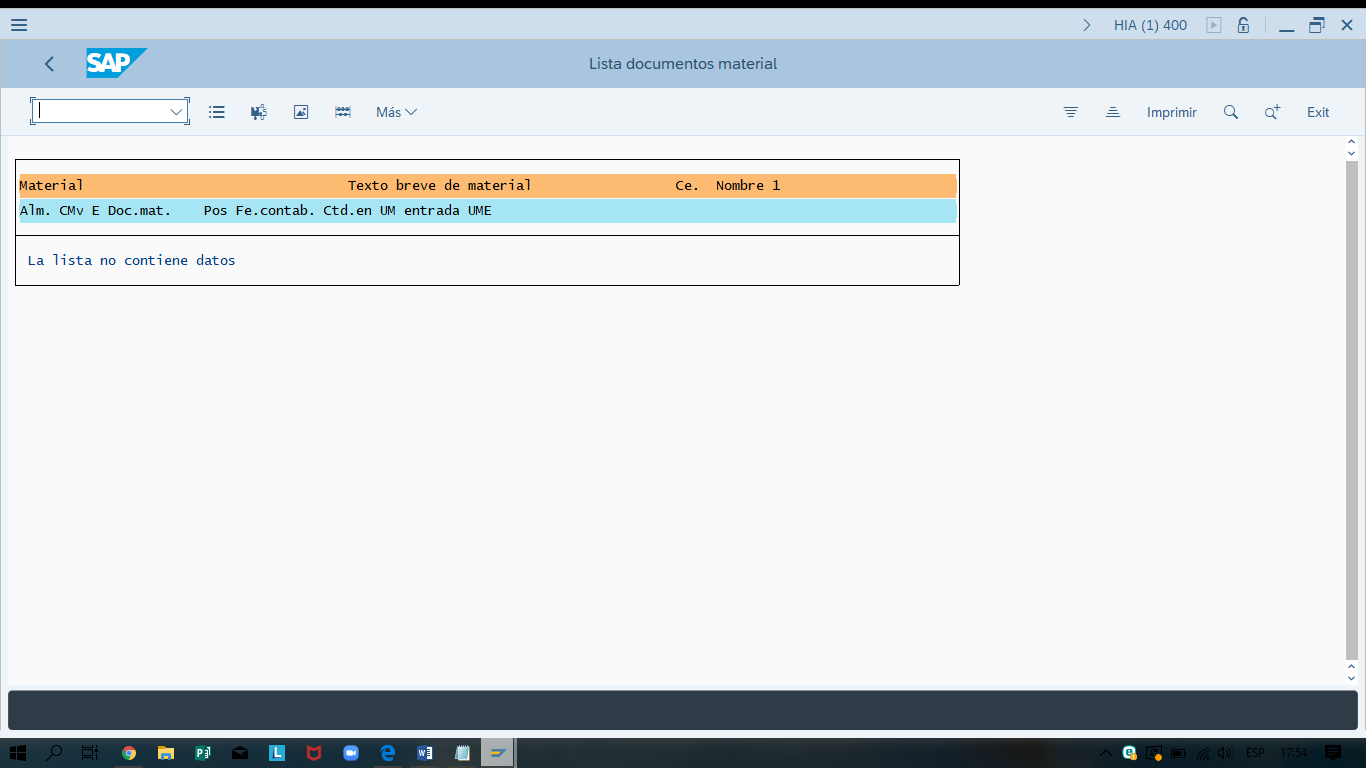 HIA (1) 400
SAP
Lista documentos material
Más
Imprimir
Exit
Material Texto breve de material Ce. Nombre 1
Alm. CMv E Doc.mat. Pos Fe.contab. Ctd.en UM entrada UME
La lista no contiene datos
ESP 17:54